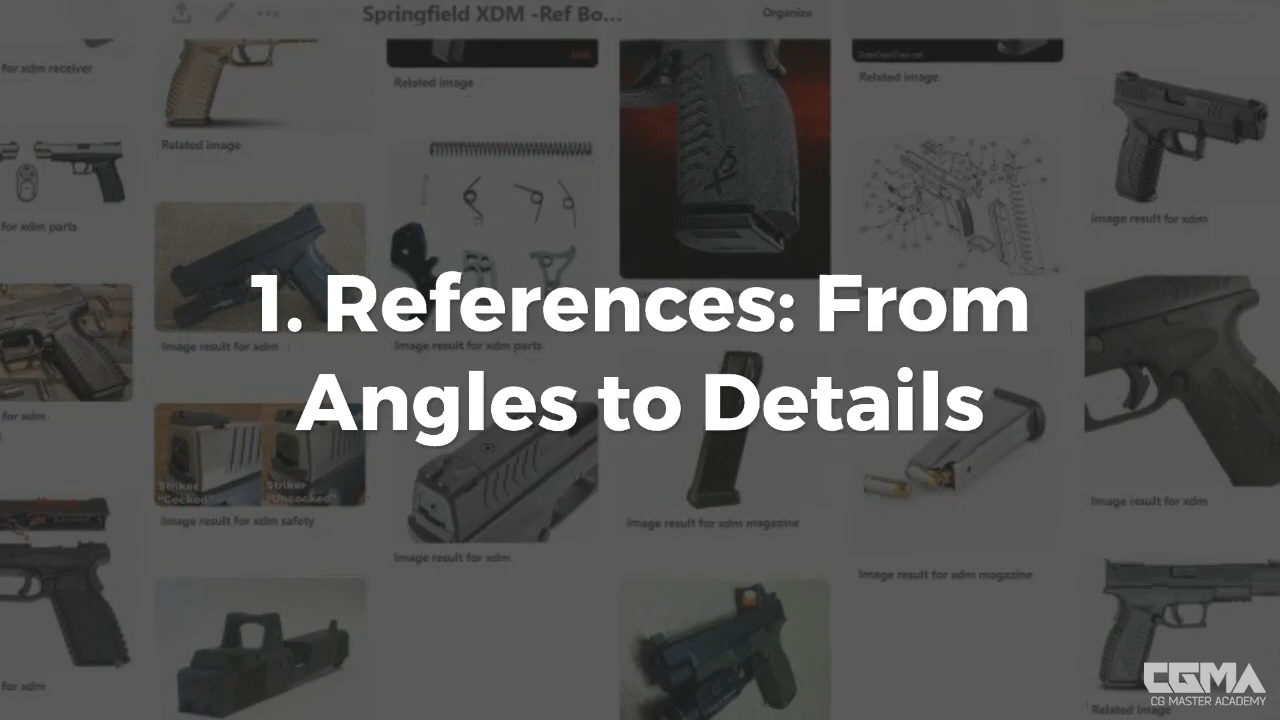 Springfield XDM -Ref Bo...
Organize
for xdm receiver
Related image
Related image
Related image
for xdm parts
Image result for xdm
Image result for xdm
Image result for xdm parts
1. References: From
Angles to Details
for xdm
Striker
"Cocked"
Striker
"Uncocked"
Image result for xdm safety
Image result for xdm
Image result for xdm magazine
Image result for xdm
Image result for xdm magazine
for xdm
Related image
CGMA
CG MASTER ACADEMY